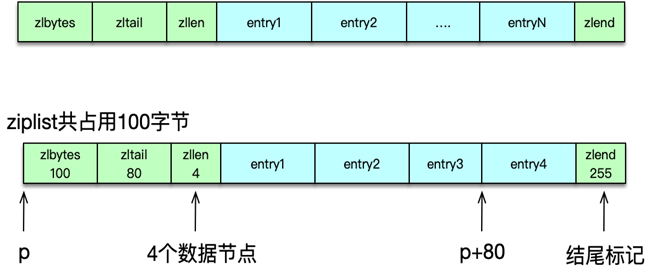 zlbytes zltail zllen entry1 entry2 .... entryN zlend
ziplist共占用100字节
zlbytes zltail zllen entry1 entry2 entry3 entry4 zlend
100 80 4 255
p 4个数据节点 p+80 结尾标记